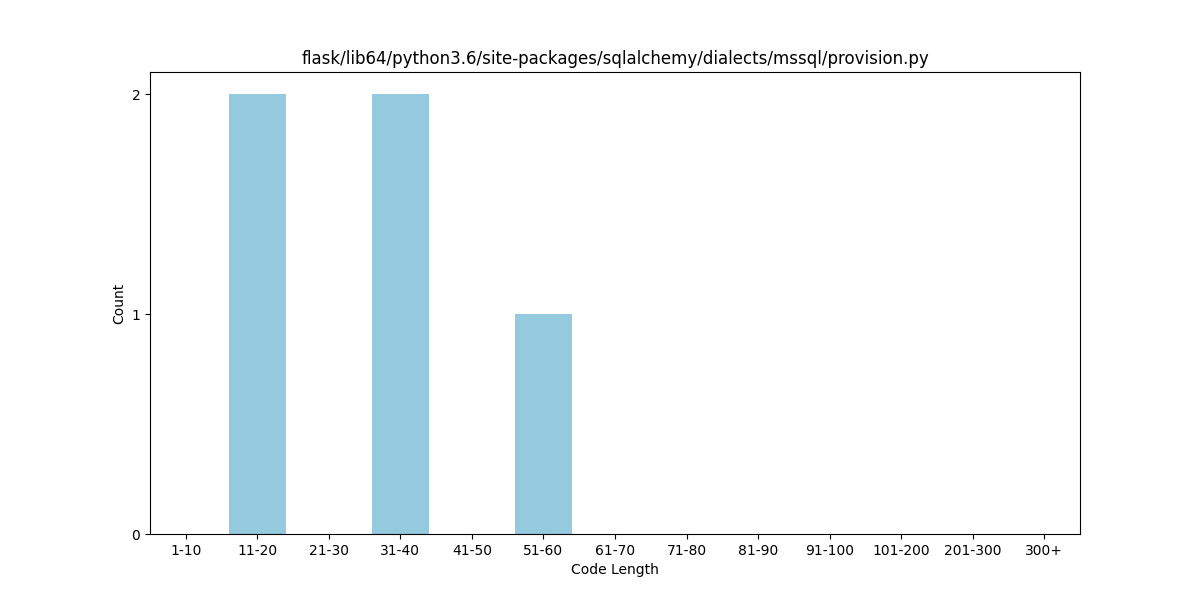 flask/lib64/python3.6/site-packages/sqlalchemy/dialects/mssql/provision.py
2
1
0
Count
1-10 11-20 21-30 31-40 41-50 51-60 61-70 71-80 81-90 91-100 101-200 201-300 300+
Code Length